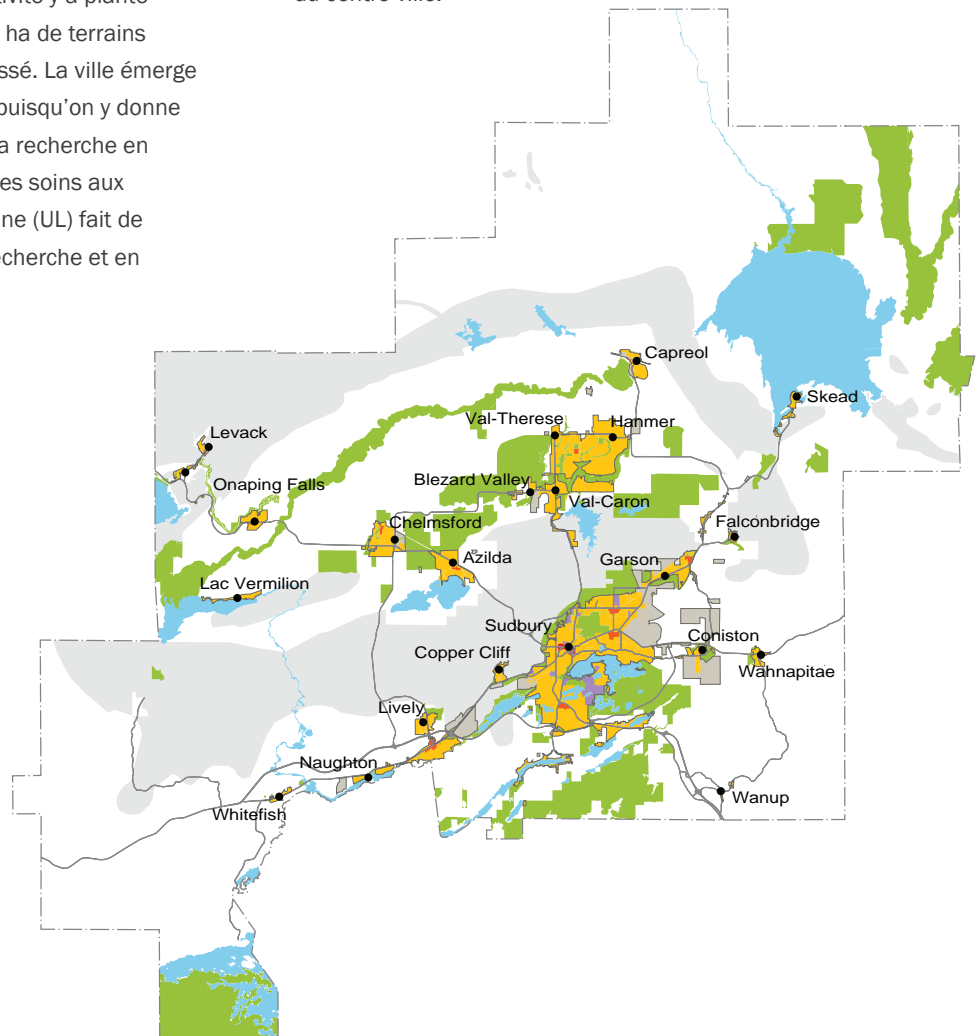 ha de terrains
ssé. La ville émerge
puisqu'on y donne
a recherche en
es soins aux
ne (UL) fait de
echerche et en
Capreol
Skead
Val-Therese
Hanmer
Levack
Onaping Falls
Blezard Valley
Val-Caron
Chelmsford
Falconbridge
Azilda
Garson
Lac Vermilion
Sudbury
Coniston
Copper Cliff
Wahnapitae
Lively
Naughton
Wanup
Whitefish